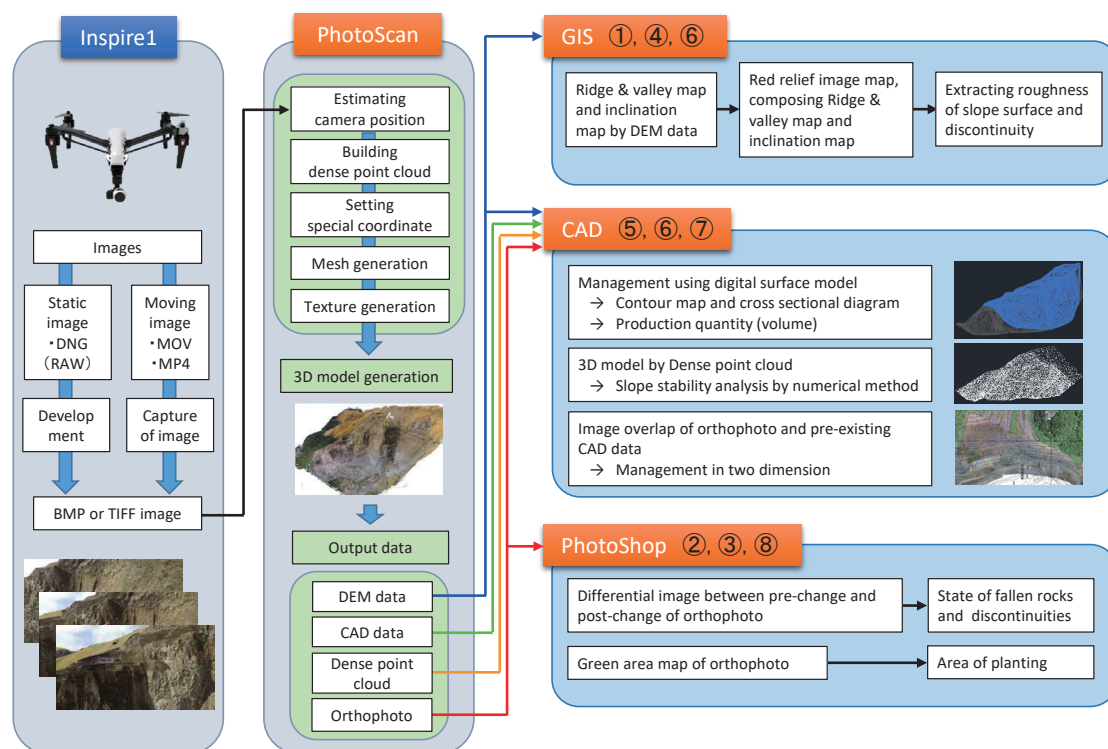 Inspire1
Images
Static
image
・DNG
（RAW）
Moving
image
・MOV
・MP4
Develop
ment
Capture
of image
BMP or TIFF image
PhotoScan
Estimating
camera position
Building
dense point cloud
Setting
special coordinate
Mesh generation
Texture generation
3D model generation
Output data
DEM data
CAD data
Dense point
cloud
Orthophoto
GIS ①, ④, ⑥
Ridge & valley map
and inclination
map by DEM data
Red relief image map,
composing Ridge &
valley map and
inclination map
Extracting roughness
of slope surface and
discontinuity
CAD ⑤, ⑥, ⑦
Management using digital surface model
→ Contour map and cross sectional diagram
→ Production quantity (volume)
3D model by Dense point cloud
→ Slope stability analysis by numerical method
Image overlap of orthophoto and pre-existing
CAD data
→ Management in two dimension
PhotoShop ②, ③, ⑧
Differential image between pre-change and
post-change of orthophoto
State of fallen rocks
and discontinuities
Green area map of orthophoto
Area of planting